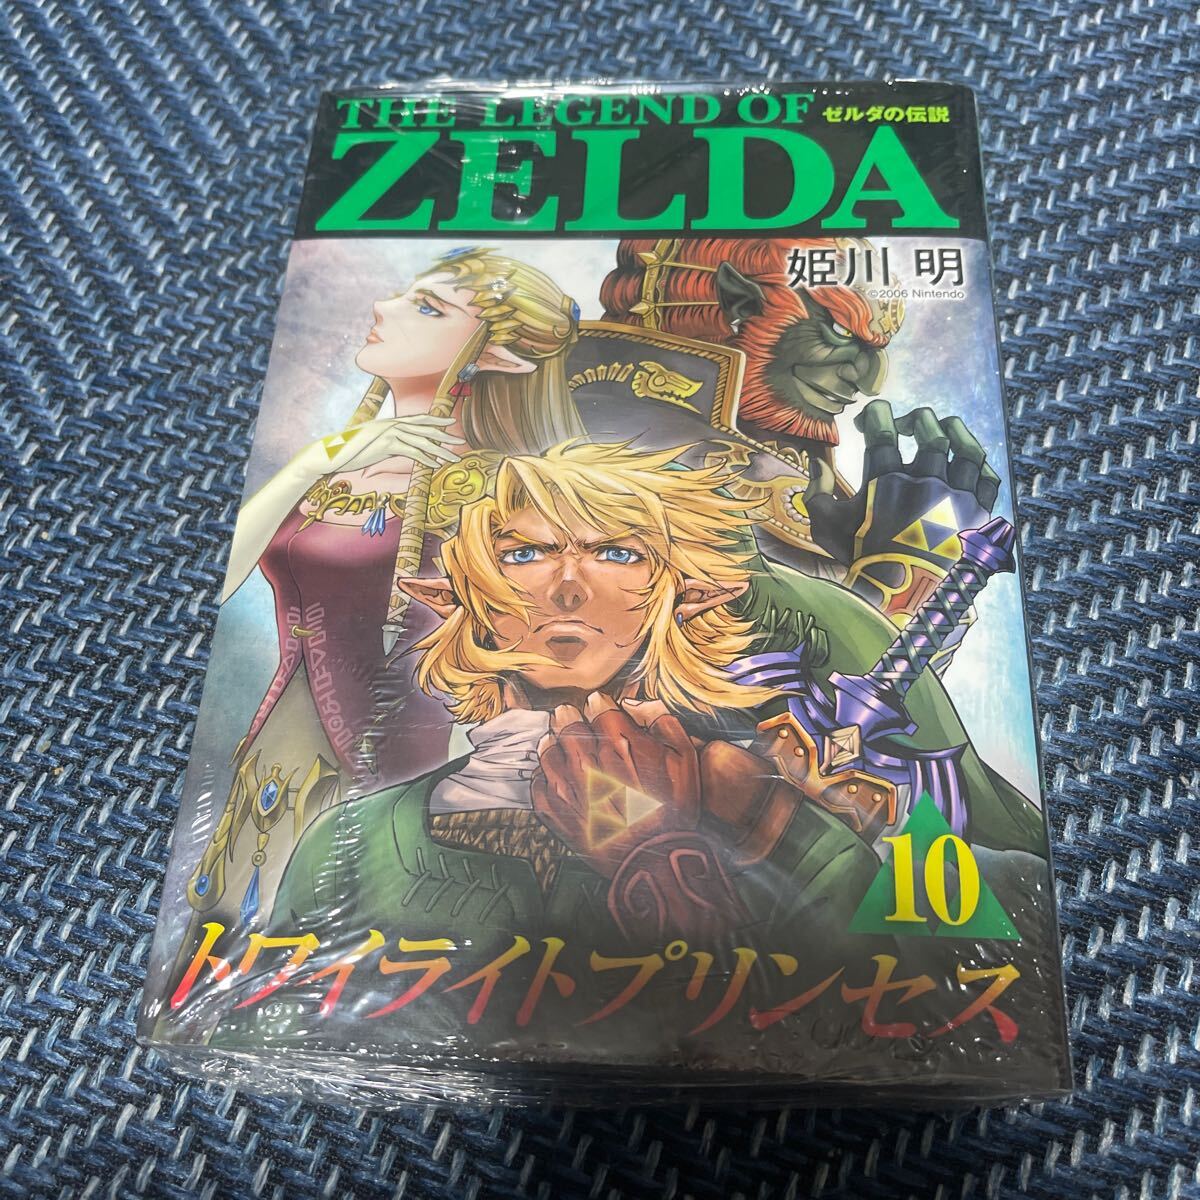 THE LEGEND OF
ゼルダの伝説
ZELDA
姫川 明
©2006 Nintendo
10
トワイライトプリンセス